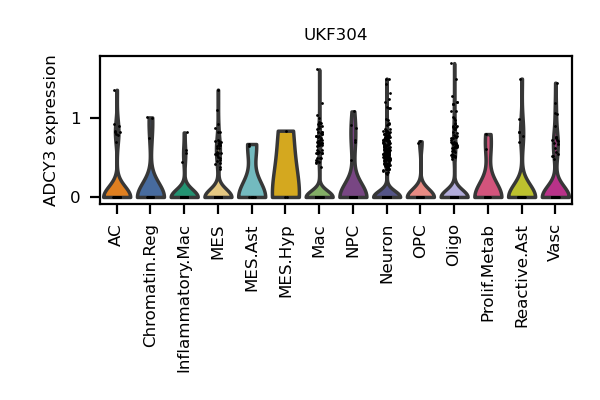 UKF304
ADCY3 expression
1
0
AC
Chromatin.Reg
Inflammatory.Mac
MES
MES.Ast
MES.Hyp
Mac
NPC
Neuron
OPC
Oligo
Prolif.Metab
Reactive.Ast
Vasc